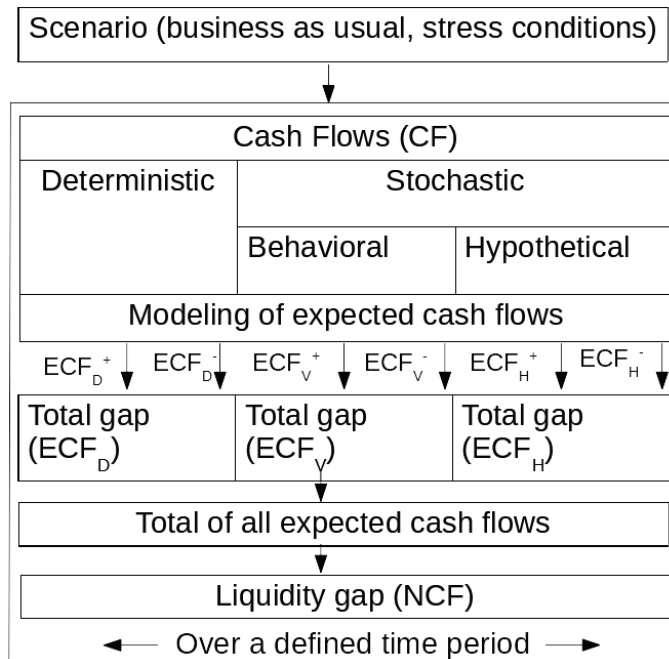 Scenario (business as usual, stress conditions)
Cash Flows (CF)
Deterministic
Stochastic
Behavioral
Hypothetical
Modeling of expected cash flows
ECF_D^+ ECF_D^- ECF_V^+ ECF_V^- ECF_H^+ ECF_H^-
Total gap
(ECF_D)
Total gap
(ECF_V)
Total gap
(ECF_H)
Total of all expected cash flows
Liquidity gap (NCF)
Over a defined time period